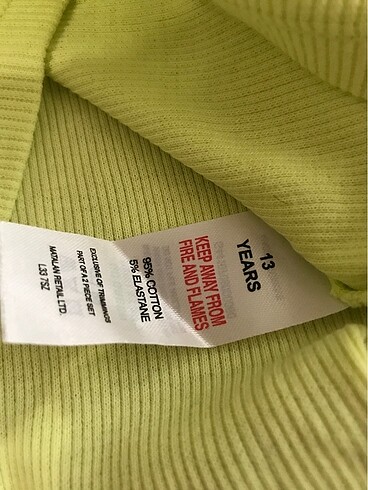 13
YEARS
KEEP AWAY FROM
FIRE AND FLAMES
95% COTTON
5% ELASTANE
EXCLUSIVE OF TRIMMINGS
PART OF A 2 PIECE SET
MATALAN RETAIL LTD.
L33 7SZ